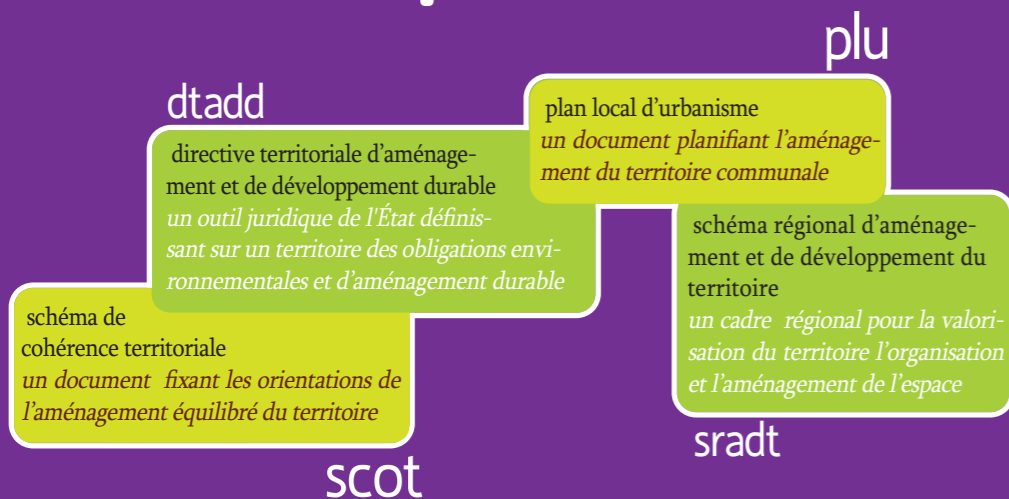 plu
plan local d'urbanisme
un document planifiant l'aménage-
ment du territoire communale
dtadd
directive territoriale d'aménage-
ment et de développement durable
un outil juridique de l'État définis-
sant sur un territoire des obligations envi-
ronnementales et d'aménagement durable
schéma régional d'aménage-
ment et de développement du
territoire
un cadre régional pour la valori-
sation du territoire l'organisation
et l'aménagement de l'espace
sradt
schéma de
cohérence territoriale
un document fixant les orientations de
l'aménagement équilibré du territoire
scot